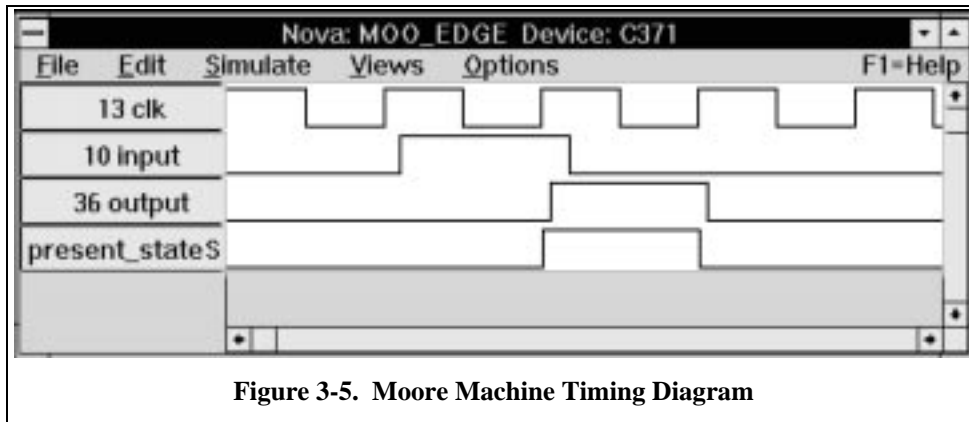 Nova: MOO_EDGE Device: C371
File Edit Simulate Views Options F1=Help
13 clk
10 input
36 output
present_stateS
Figure 3-5. Moore Machine Timing Diagram